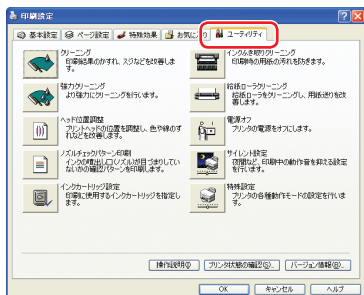 印刷設定
基本設定 ページ設定 特殊効果 お気に入り ユーティリティ
クリーニング
印刷結果のかすれ、スジなどを改善しま
す。
インクふき取りクリーニング
印刷時の用紙の汚れを防ぎます。
強力クリーニング
より強力にクリーニングを行います。
給紙ローラクリーニング
給紙ローラをクリーニングし、用紙送りを改
善します。
ヘッド位置調整
プリントヘッドの位置を調整し、色や線のず
れなどを改善します。
電源オフ
プリンタの電源をオフにします。
ノズルチェックパターン印刷
インクの噴出し口(ノズル)が目づまりしてい
ないかの確認パターンを印刷します。
サイレント設定
夜間など、印刷中の動作音を抑える設定
を行います。
インクカートリッジ設定
印刷に使用するインクカートリッジを指定し
ます。
特殊設定
プリンタの各種動作モードの設定を行いま
す。
操作説明(I) プリンタ状態の確認(S)... バージョン情報(B)...
OK キャンセル ヘルプ